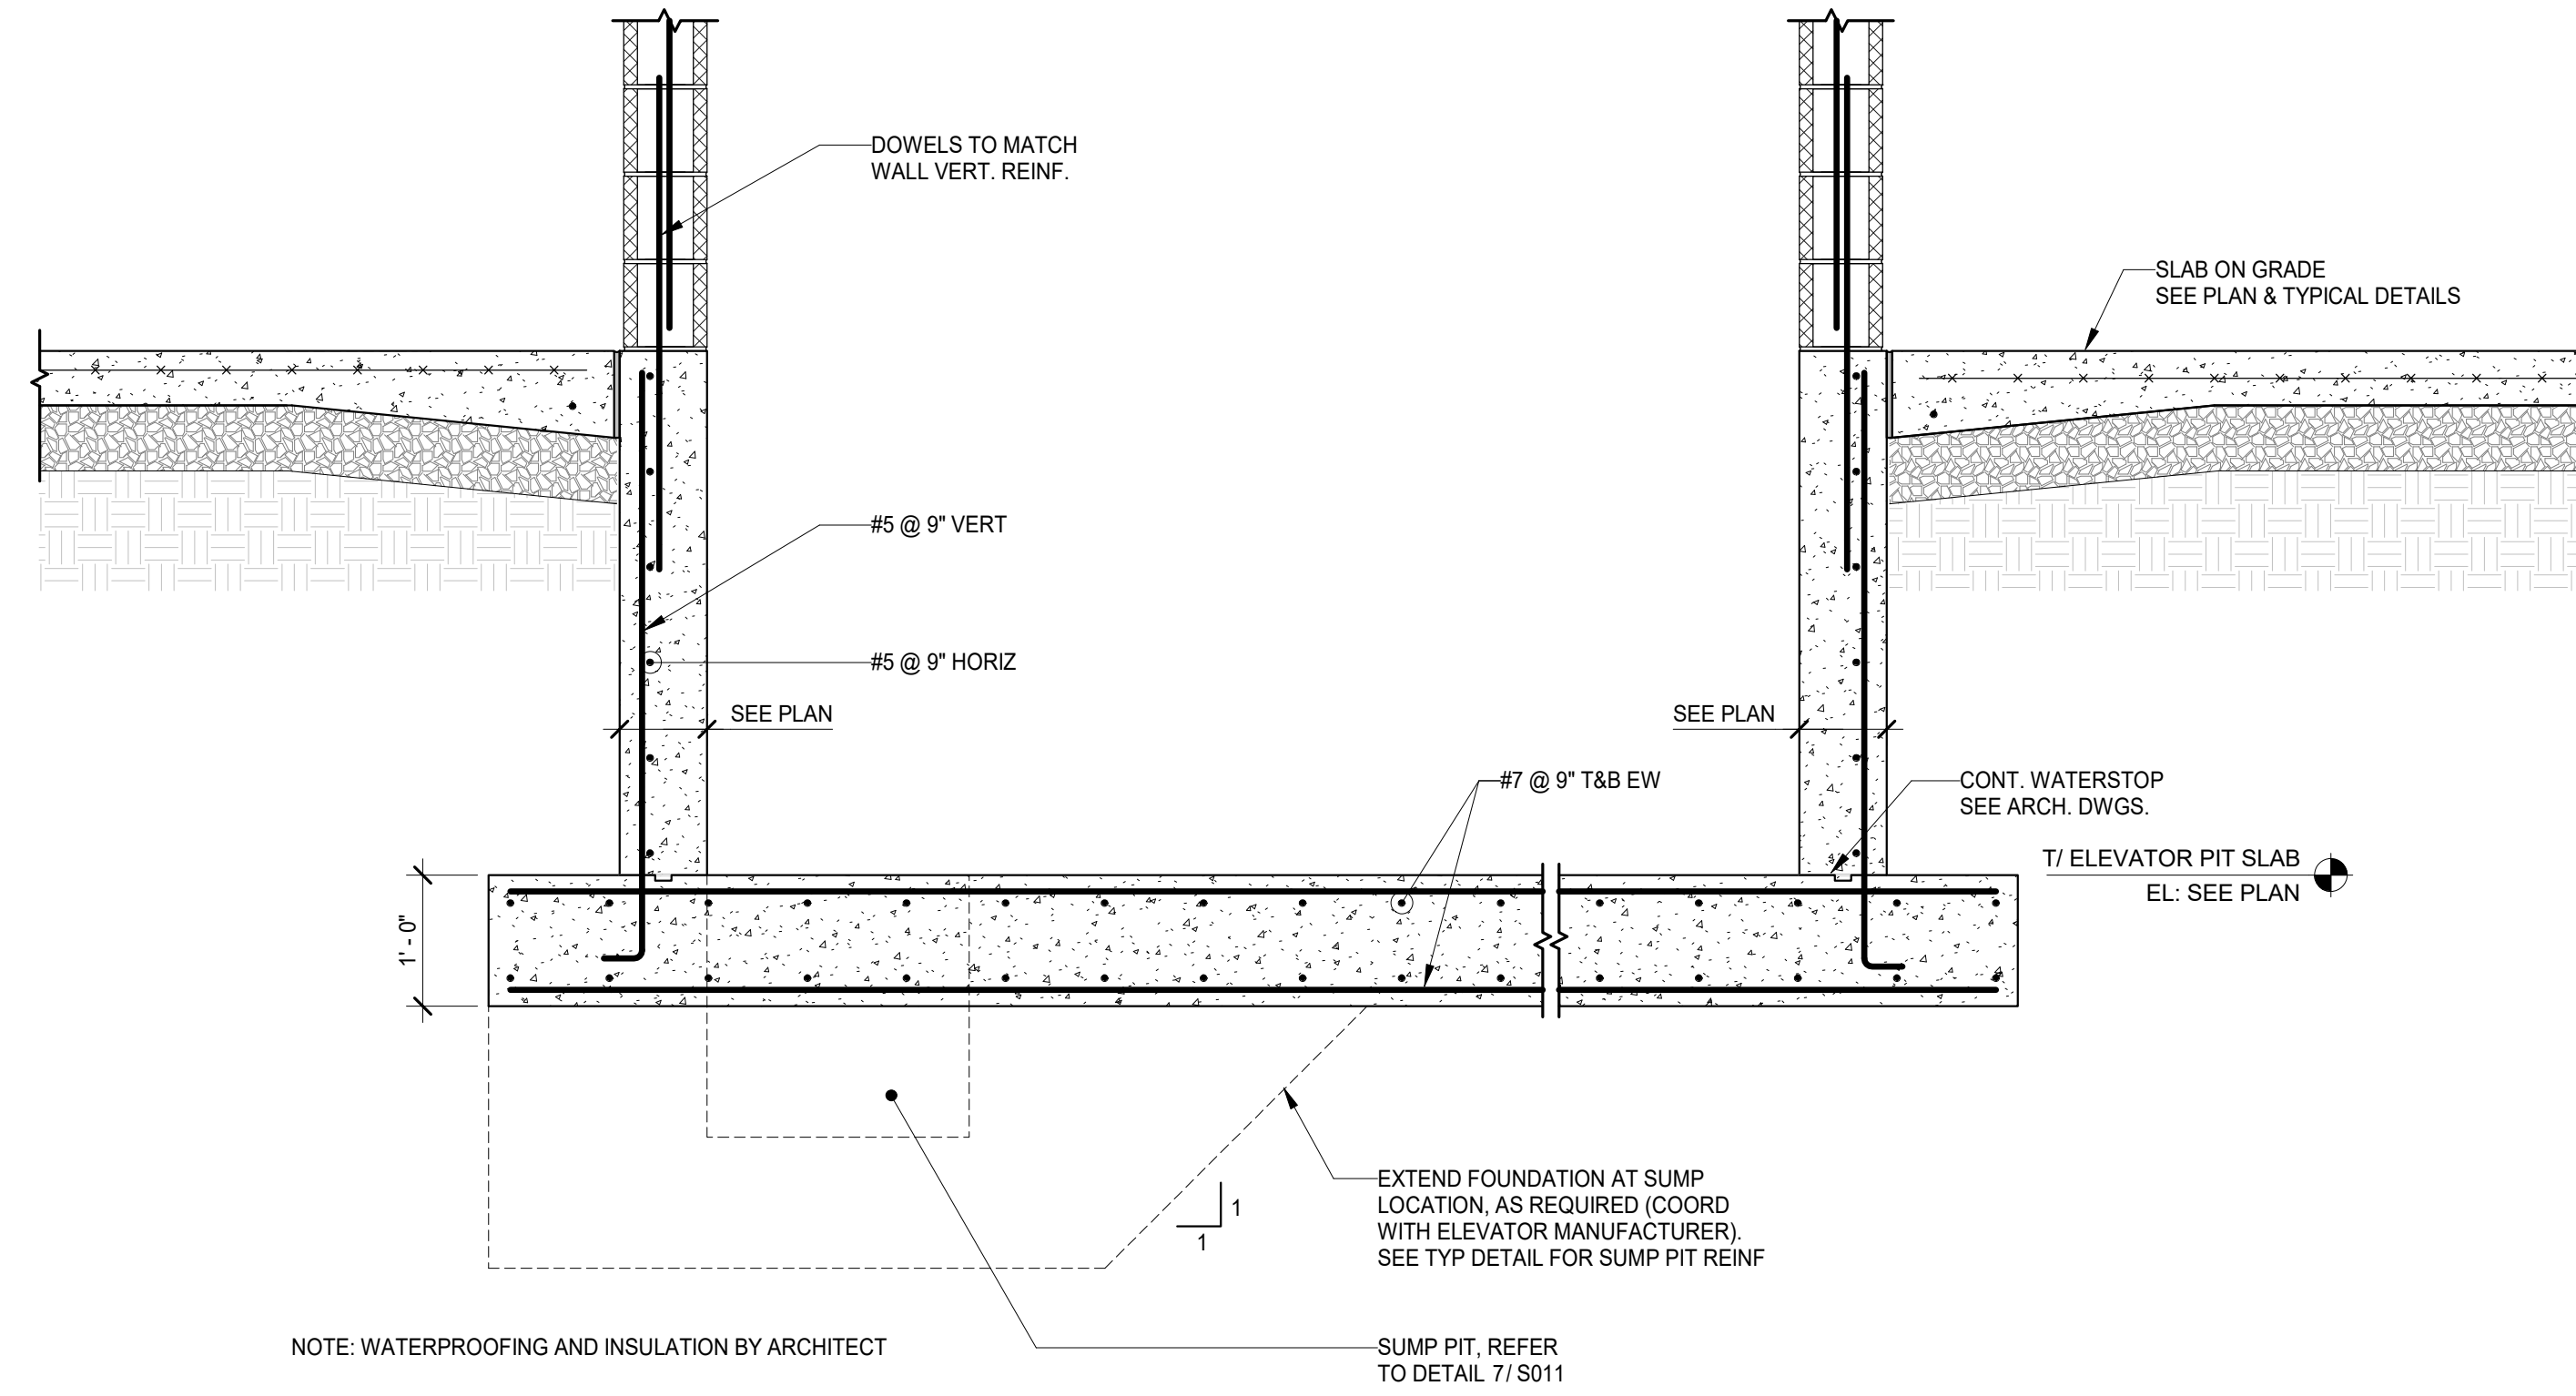 DOWELS TO MATCH
WALL VERT. REINF.
SLAB ON GRADE
SEE PLAN & TYPICAL DETAILS
#5 @ 9" VERT
#5 @ 9" HORIZ
SEE PLAN
SEE PLAN
#7 @ 9" T&B EW
CONT. WATERSTOP
SEE ARCH. DWGS.
T/ ELEVATOR PIT SLAB
EL: SEE PLAN
1' - 0"
EXTEND FOUNDATION AT SUMP
LOCATION, AS REQUIRED (COORD
WITH ELEVATOR MANUFACTURER).
SEE TYP DETAIL FOR SUMP PIT REINF
1
1
NOTE: WATERPROOFING AND INSULATION BY ARCHITECT
SUMP PIT, REFER
TO DETAIL 7/ S011